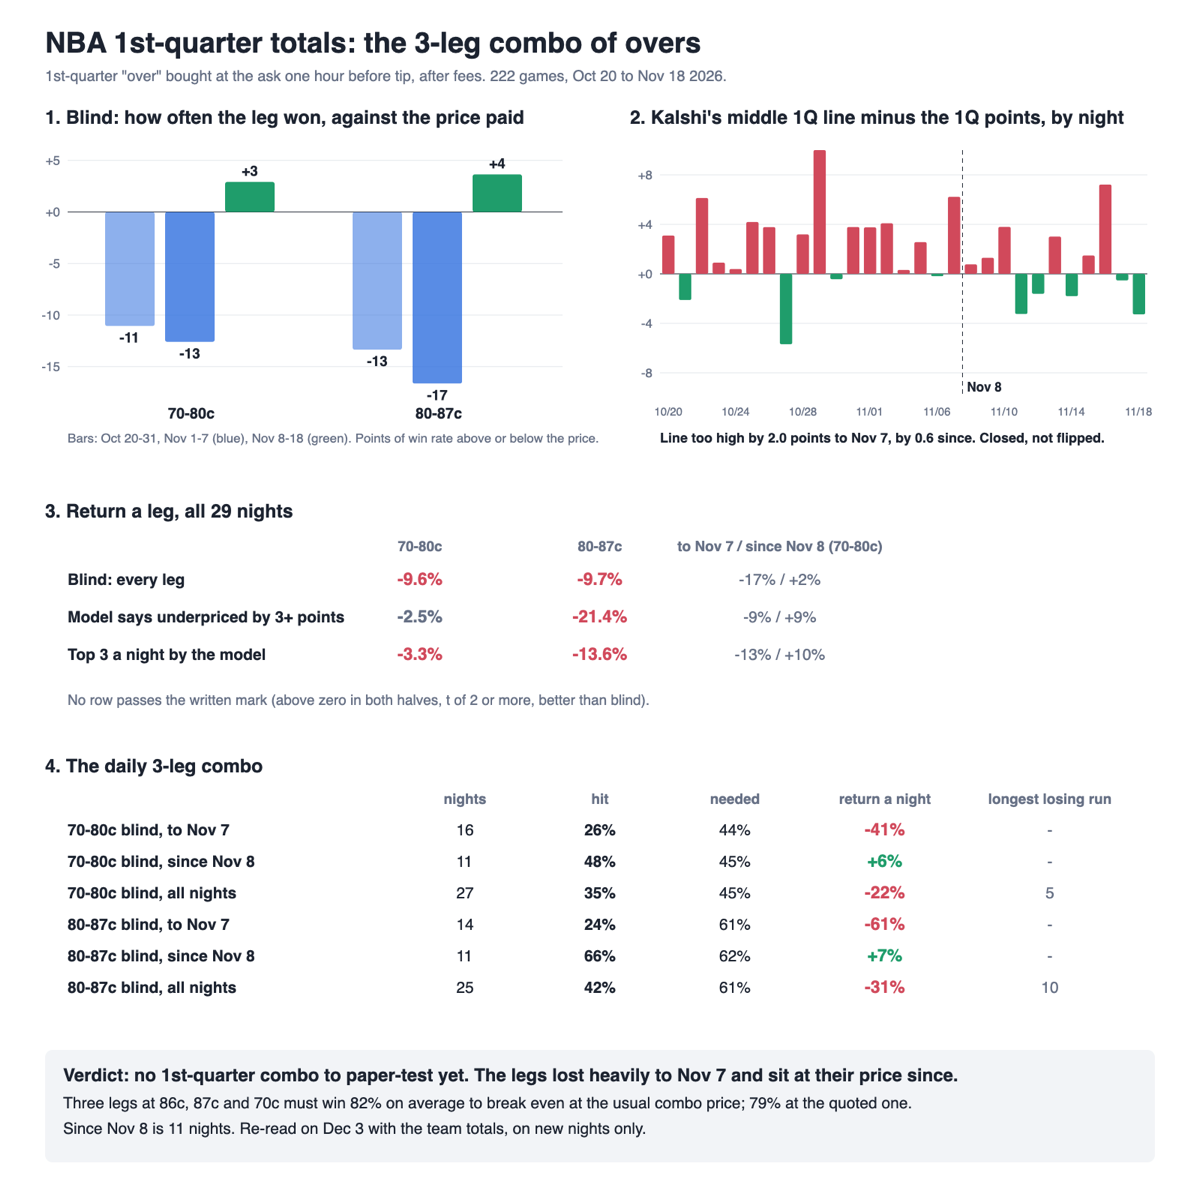 NBA 1st-quarter totals: the 3-leg combo of overs
1st-quarter "over" bought at the ask one hour before tip, after fees. 222 games, Oct 20 to Nov 18 2026.
1. Blind: how often the leg won, against the price paid
+5
+0
-5
-10
-15
-11
-13
+3
-13
-17
+4
70-80c
80-87c
Bars: Oct 20-31, Nov 1-7 (blue), Nov 8-18 (green). Points of win rate above or below the price.
2. Kalshi's middle 1Q line minus the 1Q points, by night
+8
+4
+0
-4
-8
Nov 8
10/20 10/24 10/28 11/01 11/06 11/10 11/14 11/18
Line too high by 2.0 points to Nov 7, by 0.6 since. Closed, not flipped.
3. Return a leg, all 29 nights
70-80c 80-87c to Nov 7 / since Nov 8 (70-80c)
Blind: every leg -9.6% -9.7% -17% / +2%
Model says underpriced by 3+ points -2.5% -21.4% -9% / +9%
Top 3 a night by the model -3.3% -13.6% -13% / +10%
No row passes the written mark (above zero in both halves, t of 2 or more, better than blind).
4. The daily 3-leg combo
nights hit needed return a night longest losing run
70-80c blind, to Nov 7 16 26% 44% -41% -
70-80c blind, since Nov 8 11 48% 45% +6% -
70-80c blind, all nights 27 35% 45% -22% 5
80-87c blind, to Nov 7 14 24% 61% -61% -
80-87c blind, since Nov 8 11 66% 62% +7% -
80-87c blind, all nights 25 42% 61% -31% 10
Verdict: no 1st-quarter combo to paper-test yet. The legs lost heavily to Nov 7 and sit at their price since.
Three legs at 86c, 87c and 70c must win 82% on average to break even at the usual combo price; 79% at the quoted one.
Since Nov 8 is 11 nights. Re-read on Dec 3 with the team totals, on new nights only.